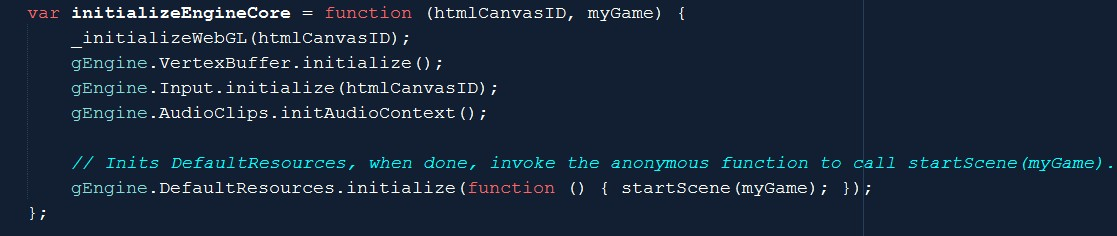 var initializeEngineCore = function (htmlCanvasID, myGame) {
_initializeWebGL(htmlCanvasID);
gEngine.VertexBuffer.initialize();
gEngine.Input.initialize(htmlCanvasID);
gEngine.AudioClips.initAudioContext();
// Inits DefaultResources, when done, invoke the anonymous function to call startScene(myGame).
gEngine.DefaultResources.initialize(function () { startScene(myGame); });
};